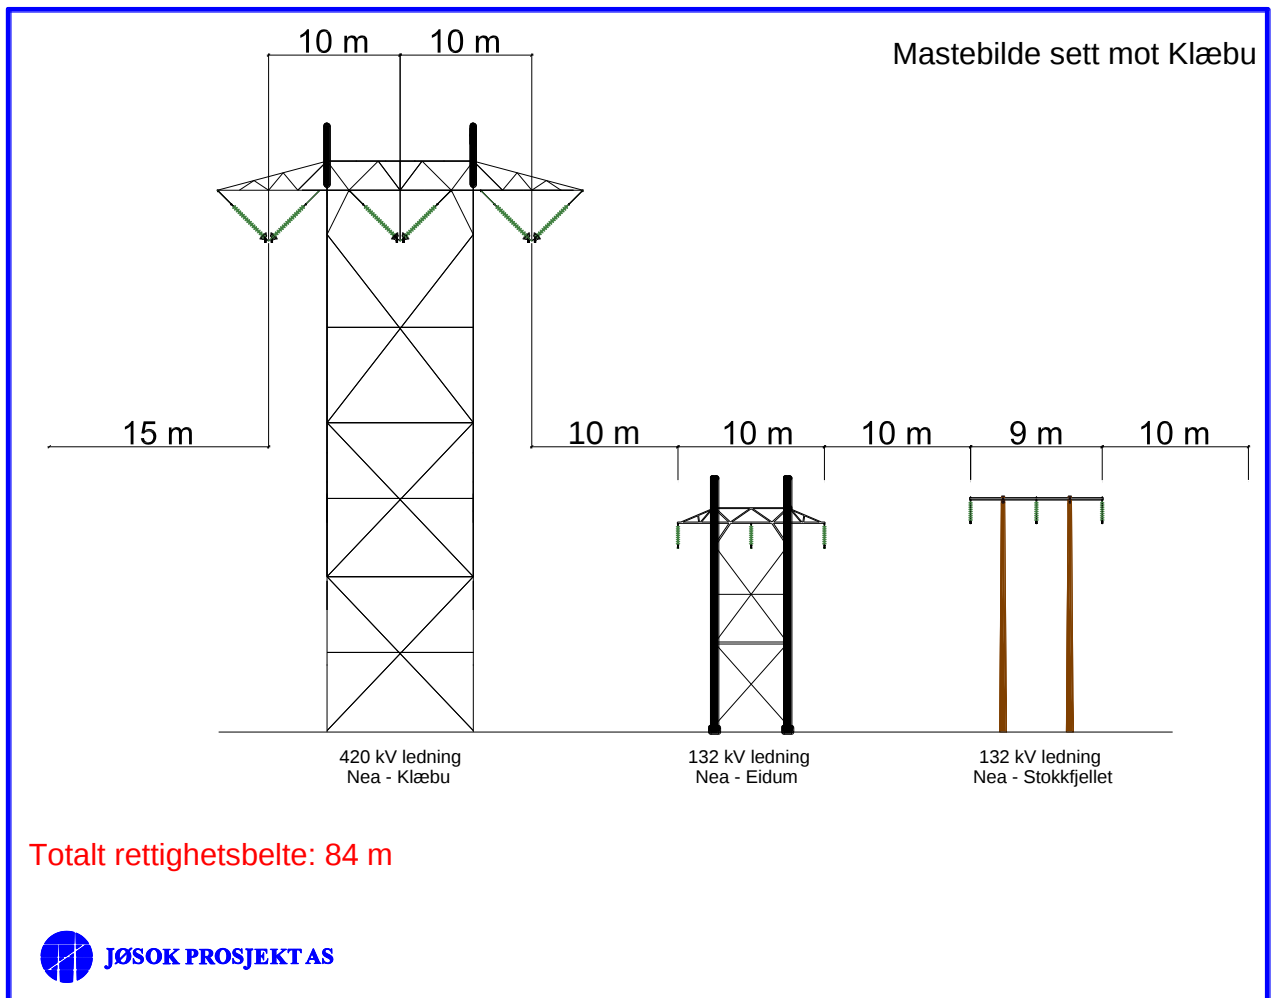 10 m 10 m
Mastebilde sett mot Klæbu
15 m 10 m 10 m 10 m 9 m 10 m
420 kV ledning
Nea - Klæbu
132 kV ledning
Nea - Eidum
132 kV ledning
Nea - Stokkfjellet
Totalt rettighetsbelte: 84 m
JØSOK PROSJEKT AS